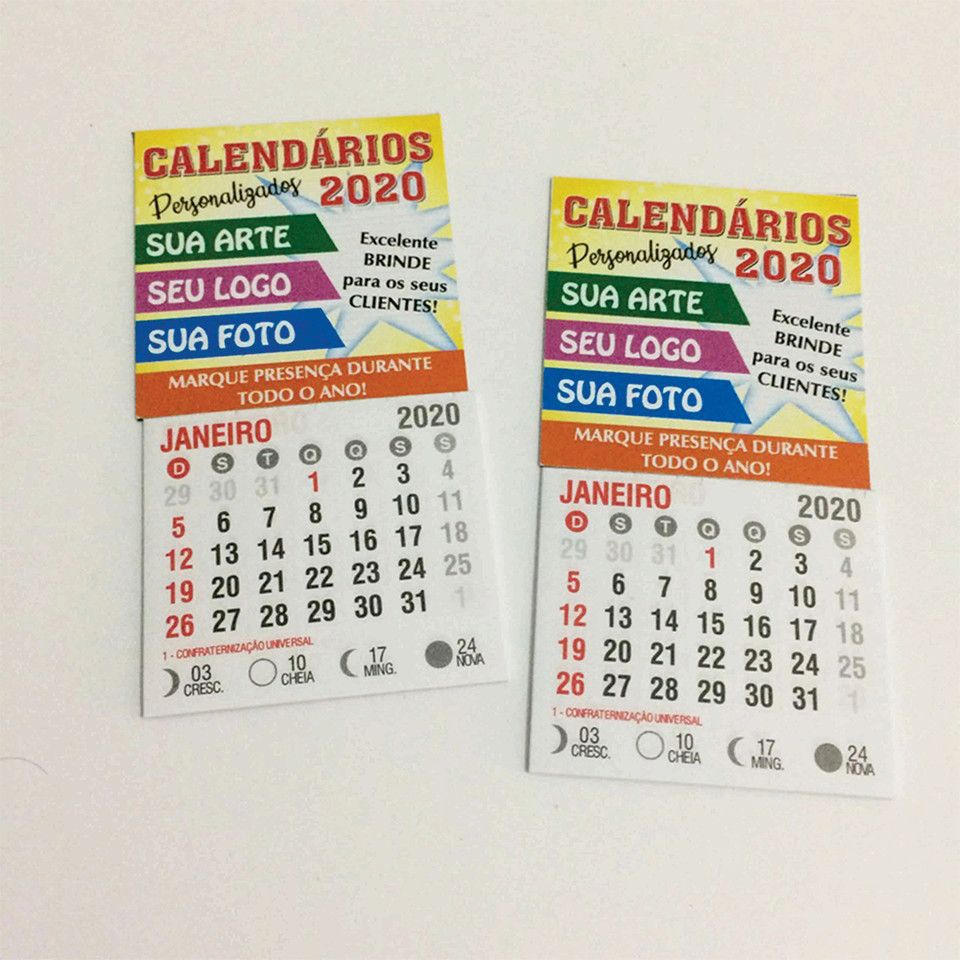 CALENDÁRIOS
Personalizados 2020
SUA ARTE
SEU LOGO
SUA FOTO
Excelente
BRINDE
para os seus
CLIENTES!
MARQUE PRESENÇA DURANTE
TODO O ANO!
JANEIRO 2020
D S T Q Q S S
29 30 31 1 2 3 4
5 6 7 8 9 10 11
12 13 14 15 16 17 18
19 20 21 22 23 24 25
26 27 28 29 30 31 1
1 - CONFRATERNIZAÇÃO UNIVERSAL
03 CRESC. 10 CHEIA 17 MING. 24 NOVA
CALENDÁRIOS
Personalizados 2020
SUA ARTE
SEU LOGO
SUA FOTO
Excelente
BRINDE
para os seus
CLIENTES!
MARQUE PRESENÇA DURANTE
TODO O ANO!
JANEIRO 2020
D S T Q Q S S
29 30 31 1 2 3 4
5 6 7 8 9 10 11
12 13 14 15 16 17 18
19 20 21 22 23 24 25
26 27 28 29 30 31 1
1 - CONFRATERNIZAÇÃO UNIVERSAL
03 CRESC. 10 CHEIA 17 MING. 24 NOVA